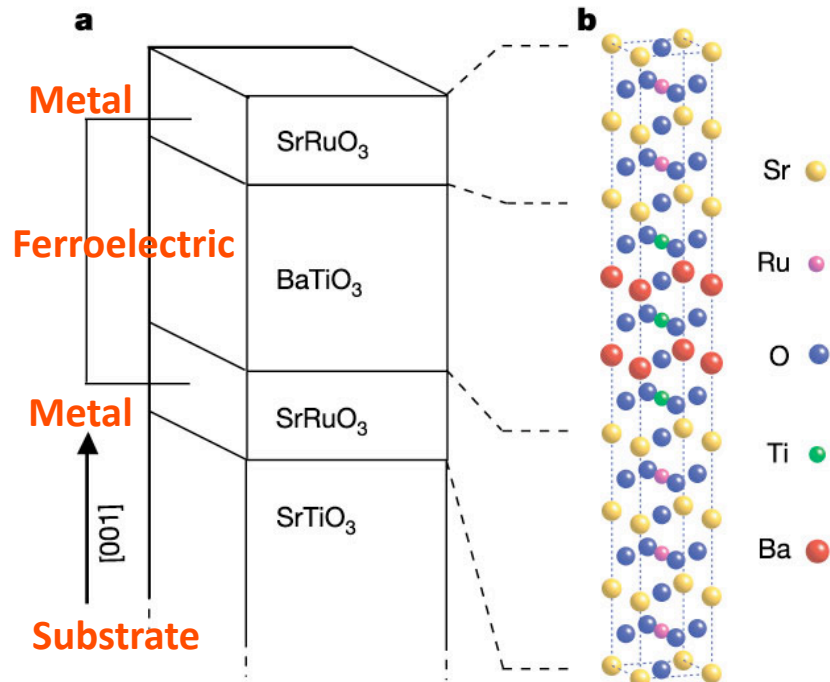 a
b
Metal
SrRuO₃
Sr
Ferroelectric
BaTiO₃
Ru
O
Metal
SrRuO₃
Ti
[001]
SrTiO₃
Ba
Substrate